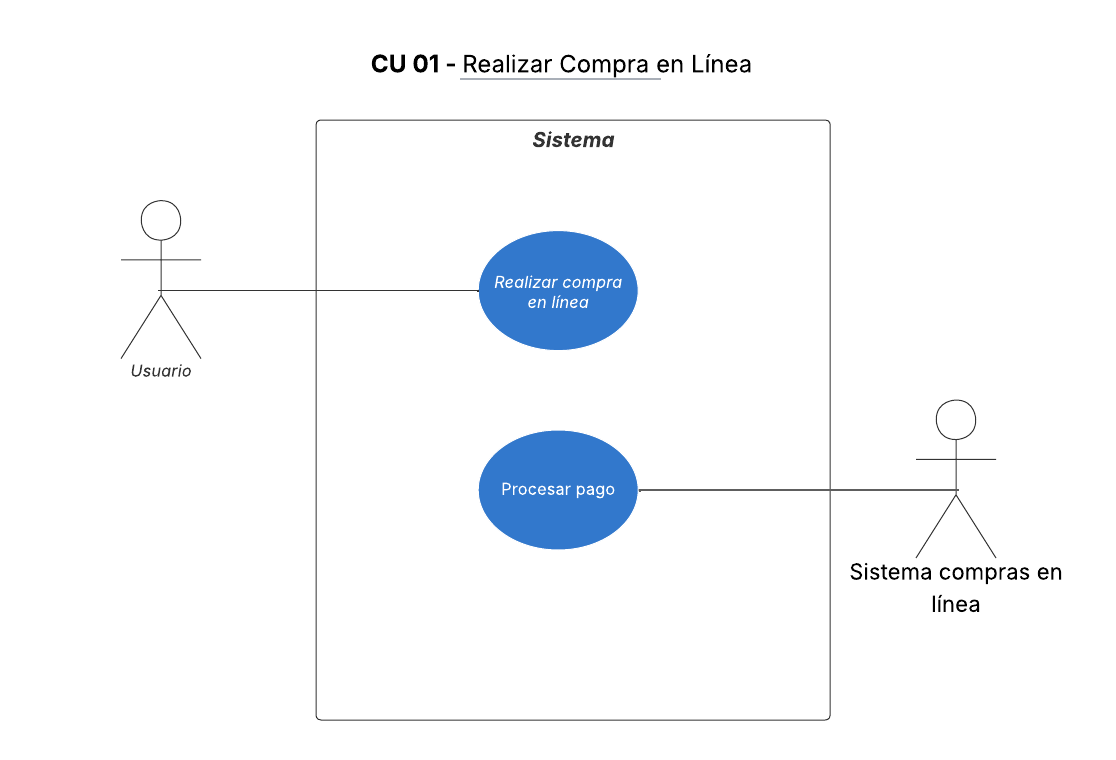 CU 01 - Realizar Compra en Línea
Sistema
Realizar compra
en línea
Usuario
Procesar pago
Sistema compras en
línea